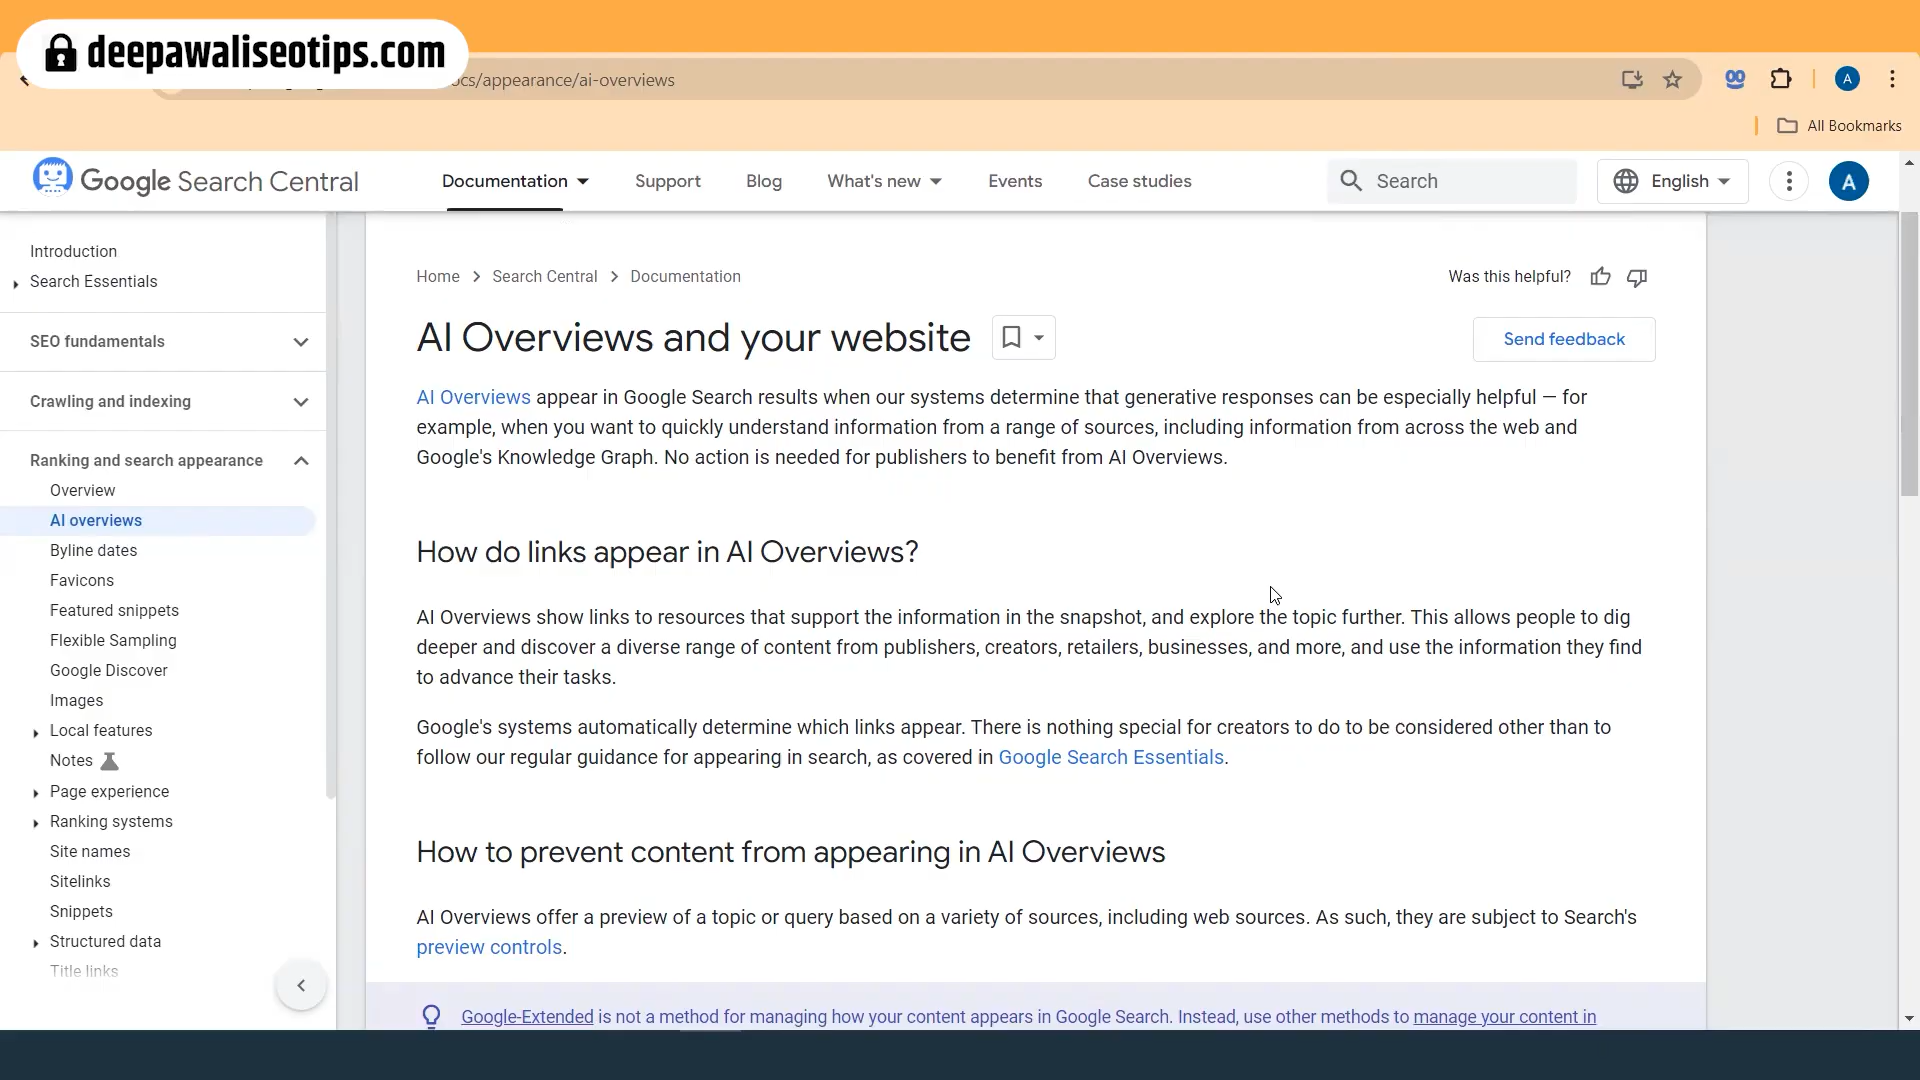 deepawaliseotips.com
ocs/appearance/ai-overviews
A
All Bookmarks
Google Search Central
Documentation
Support
Blog
What's new
Events
Case studies
Search
English
A
Introduction
Search Essentials
SEO fundamentals
Crawling and indexing
Ranking and search appearance
Overview
AI overviews
Byline dates
Favicons
Featured snippets
Flexible Sampling
Google Discover
Images
Local features
Notes
Page experience
Ranking systems
Site names
Sitelinks
Snippets
Structured data
Title links
Home > Search Central > Documentation
Was this helpful?
AI Overviews and your website
Send feedback
AI Overviews appear in Google Search results when our systems determine that generative responses can be especially helpful — for
example, when you want to quickly understand information from a range of sources, including information from across the web and
Google's Knowledge Graph. No action is needed for publishers to benefit from AI Overviews.
How do links appear in AI Overviews?
AI Overviews show links to resources that support the information in the snapshot, and explore the topic further. This allows people to dig
deeper and discover a diverse range of content from publishers, creators, retailers, businesses, and more, and use the information they find
to advance their tasks.
Google's systems automatically determine which links appear. There is nothing special for creators to do to be considered other than to
follow our regular guidance for appearing in search, as covered in Google Search Essentials.
How to prevent content from appearing in AI Overviews
AI Overviews offer a preview of a topic or query based on a variety of sources, including web sources. As such, they are subject to Search's
preview controls.
Google-Extended is not a method for managing how your content appears in Google Search. Instead, use other methods to manage your content in